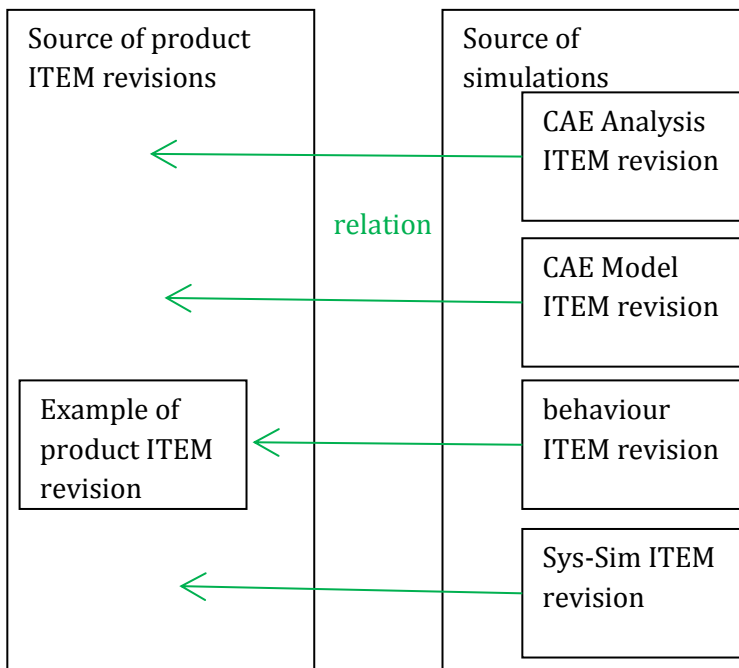 Source of product
ITEM revisions
Source of
simulations
CAE Analysis
ITEM revision
relation
CAE Model
ITEM revision
Example of
product ITEM
revision
behaviour
ITEM revision
Sys-Sim ITEM
revision